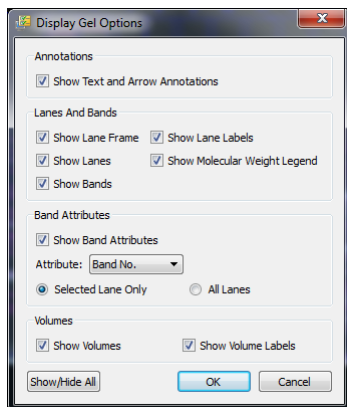 Display Gel Options
Annotations
Show Text and Arrow Annotations
Lanes And Bands
Show Lane Frame Show Lane Labels
Show Lanes Show Molecular Weight Legend
Show Bands
Band Attributes
Show Band Attributes
Attribute: Band No.
Selected Lane Only All Lanes
Volumes
Show Volumes Show Volume Labels
Show/Hide All OK Cancel